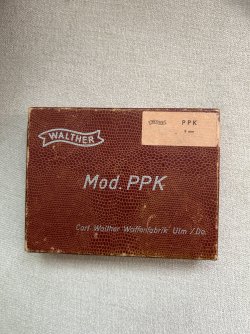 WALTHER
PPK
Mod. PPK
Carl Walther Waffenfabrik Ulm / Do.